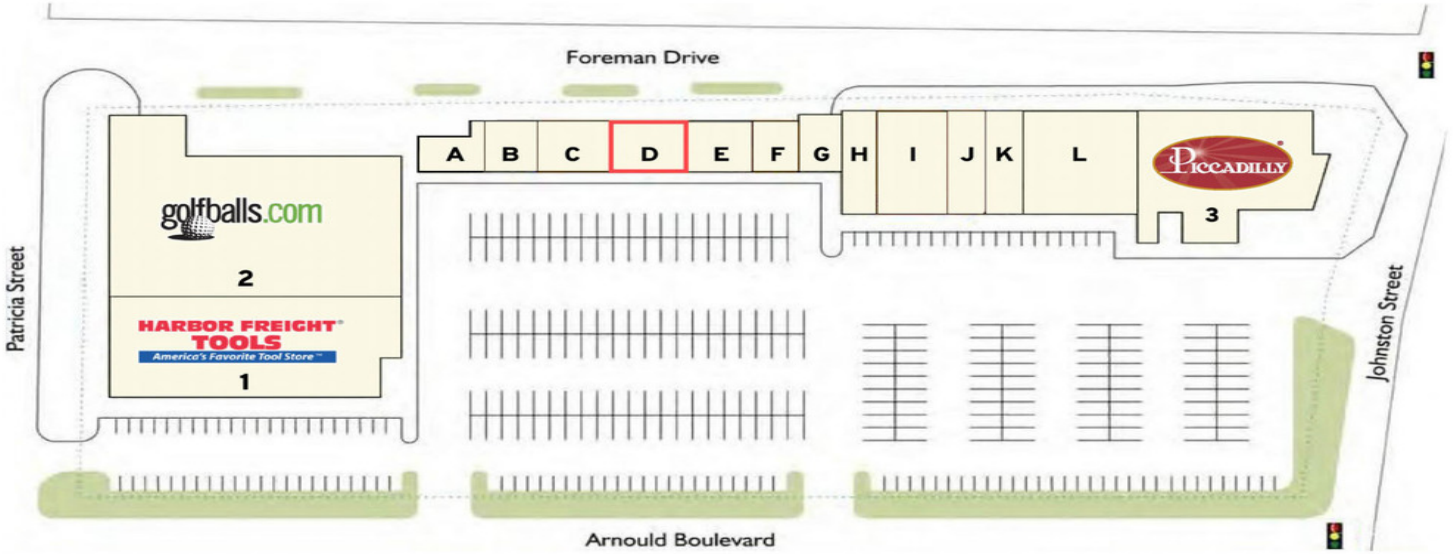 Foreman Drive
A B C D E F G H I J K L
PICCADILLY®
3
golfballs.com
2
Patricia Street
HARBOR FREIGHT®
TOOLS
America's Favorite Tool Store™
1
Johnston Street
Arnould Boulevard